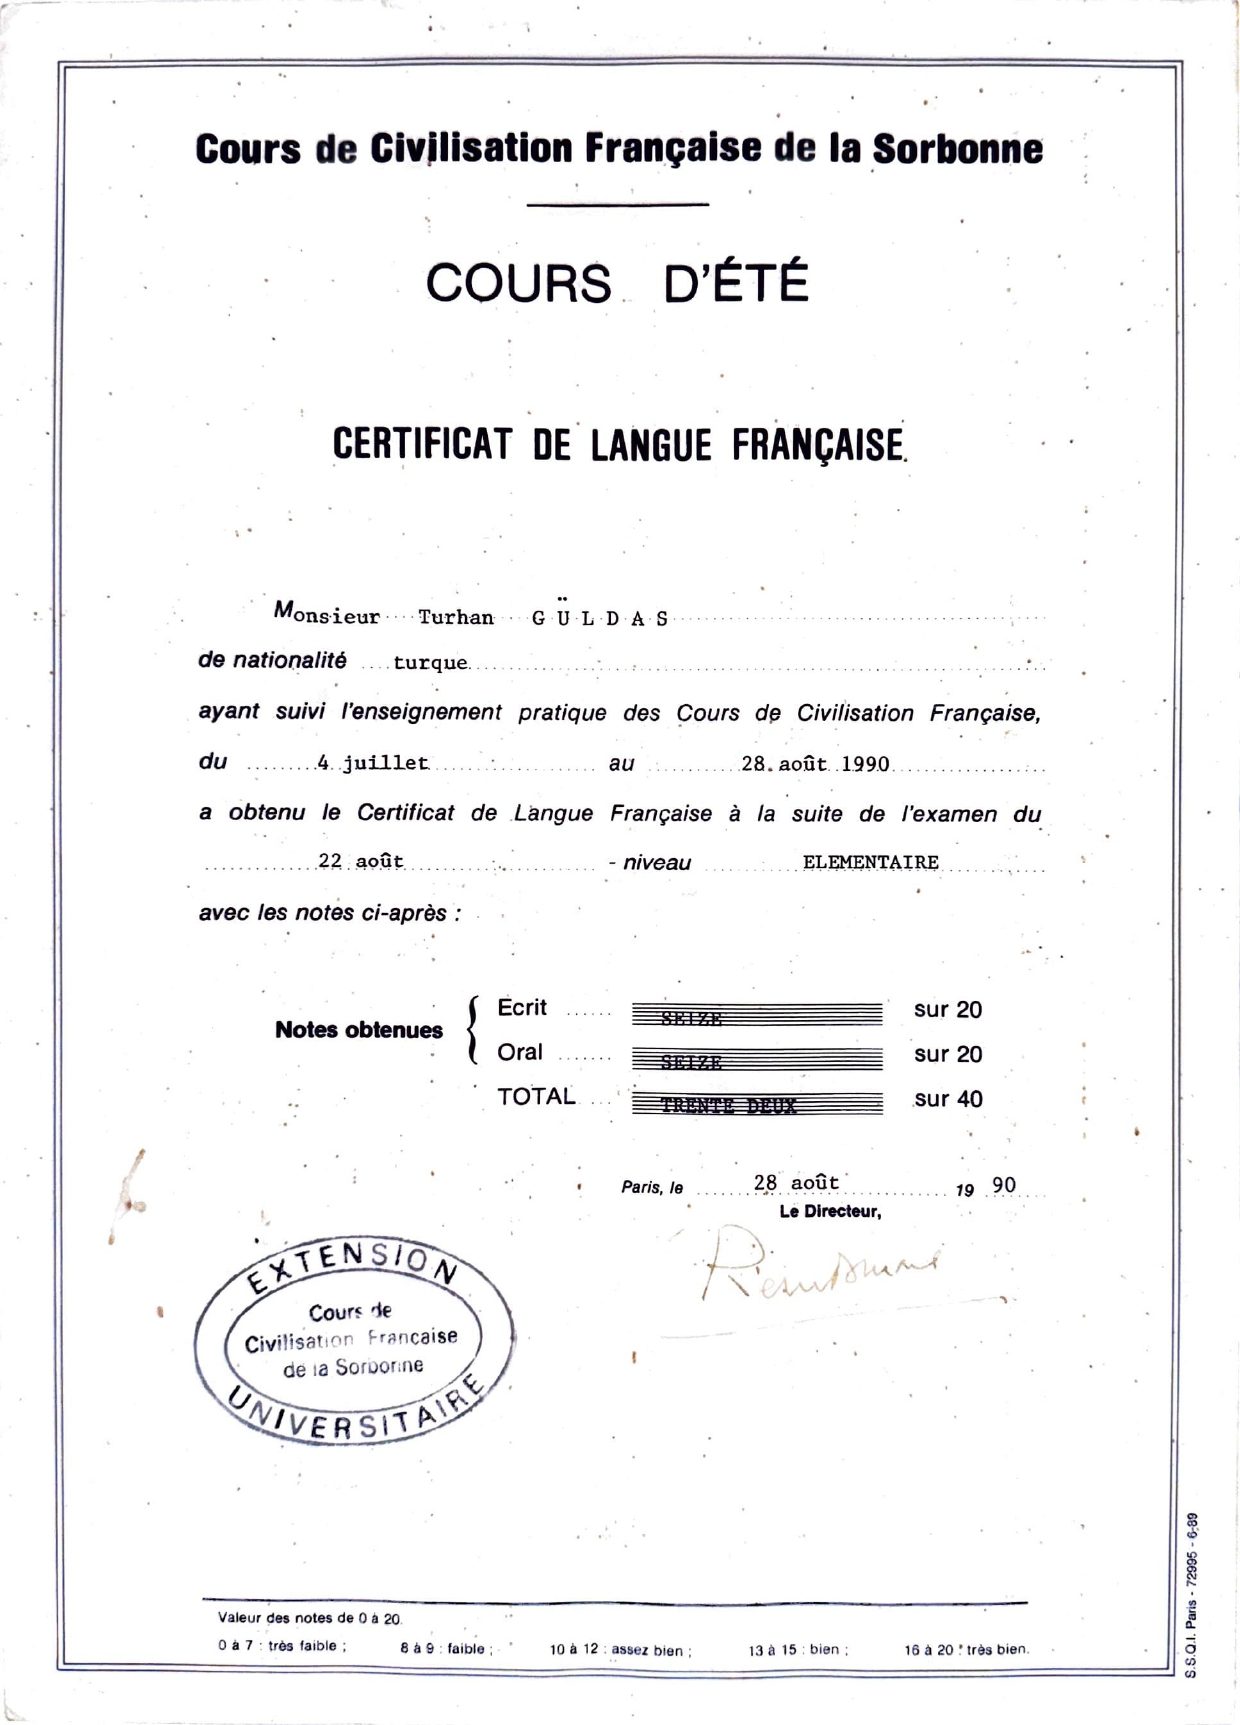 Cours de Civilisation Française de la Sorbonne
COURS D'ÉTÉ
CERTIFICAT DE LANGUE FRANÇAISE
Monsieur Turhan GÜLDAS
de nationalité turque
ayant suivi l'enseignement pratique des Cours de Civilisation Française,
du 4 juillet au 28 août 1990
a obtenu le Certificat de Langue Française à la suite de l'examen du
22 août - niveau ELEMENTAIRE
avec les notes ci-après :
Notes obtenues
Ecrit SEIZE sur 20
Oral SEIZE sur 20
TOTAL TRENTE DEUX sur 40
Paris, le 28 août 19 90
Le Directeur,
EXTENSION
Cours de
Civilisation Francaise
de la Sorbonne
UNIVERSITAIRE
Valeur des notes de 0 à 20.
0 à 7 : très faible ; 8 à 9 : faible ; 10 à 12 : assez bien ; 13 à 15 : bien ; 16 à 20 : très bien.
S.S.Q.I. Paris - 72995 - 6-89